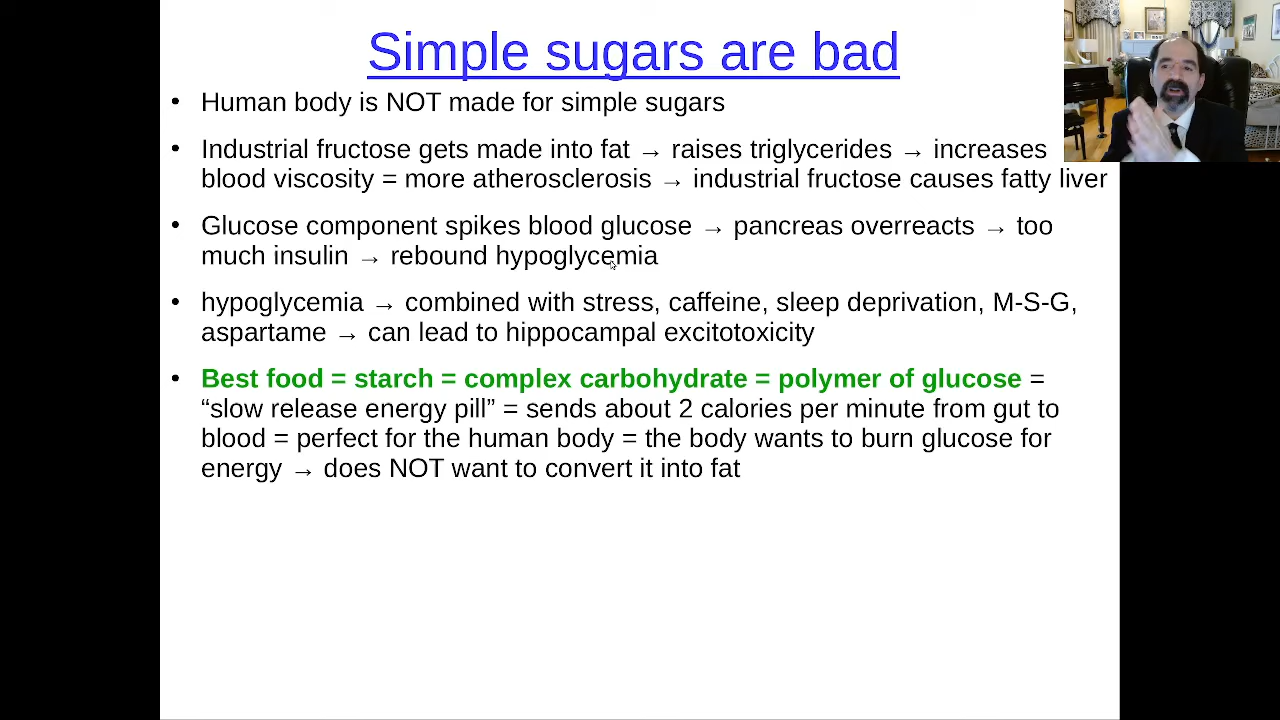 Simple sugars are bad
• Human body is NOT made for simple sugars
• Industrial fructose gets made into fat → raises triglycerides → increases
blood viscosity = more atherosclerosis → industrial fructose causes fatty liver
• Glucose component spikes blood glucose → pancreas overreacts → too
much insulin → rebound hypoglycemia
• hypoglycemia → combined with stress, caffeine, sleep deprivation, M-S-G,
aspartame → can lead to hippocampal excitotoxicity
• Best food = starch = complex carbohydrate = polymer of glucose =
“slow release energy pill” = sends about 2 calories per minute from gut to
blood = perfect for the human body = the body wants to burn glucose for
energy → does NOT want to convert it into fat